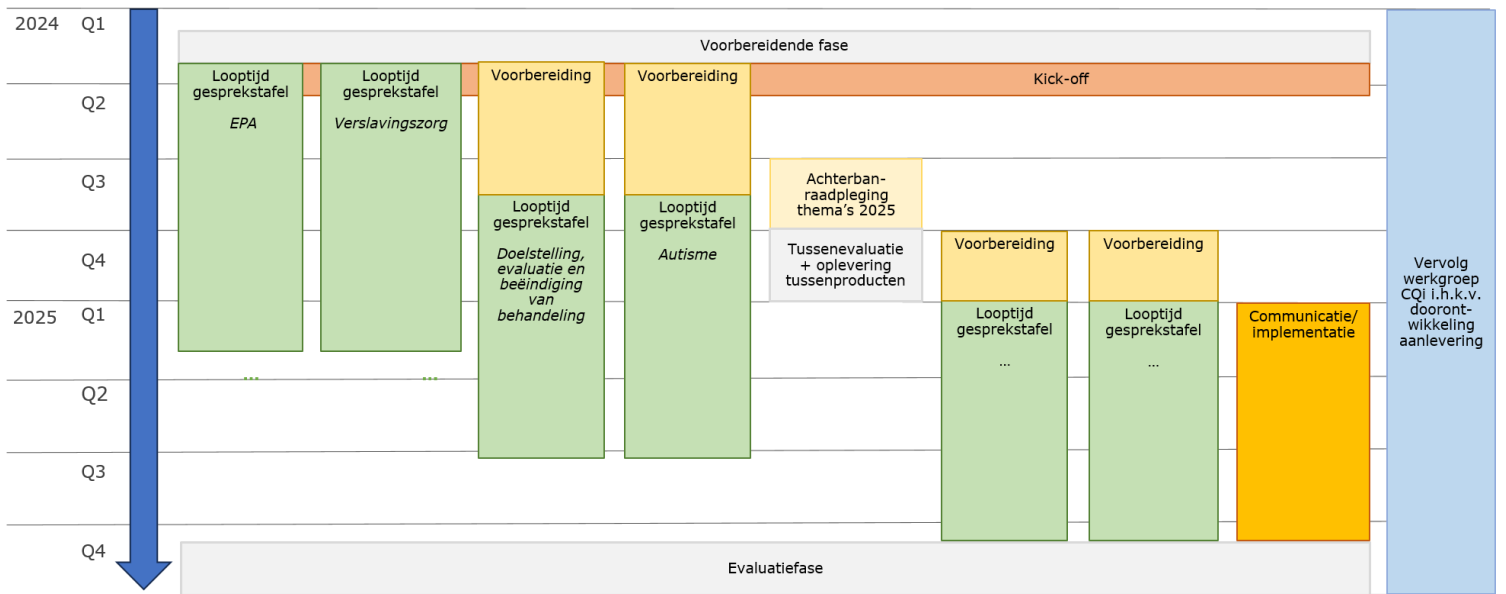 2024
Q1
Q2
Q3
Q4
2025
Q1
Q2
Q3
Q4
Voorbereidende fase
Kick-off
Looptijd
gesprekstafel
EPA
...
Looptijd
gesprekstafel
Verslavingszorg
...
Voorbereiding
Looptijd
gesprekstafel
Doelstelling,
evaluatie en
beëindiging
van
behandeling
Voorbereiding
Looptijd
gesprekstafel
Autisme
Achterban-
raadpleging
thema's 2025
Tussenevaluatie
+ oplevering
tussenproducten
Voorbereiding
Looptijd
gesprekstafel
...
Voorbereiding
Looptijd
gesprekstafel
...
Communicatie/
implementatie
Vervolg
werkgroep
CQi i.h.k.v.
dooront-
wikkeling
aanlevering
Evaluatiefase